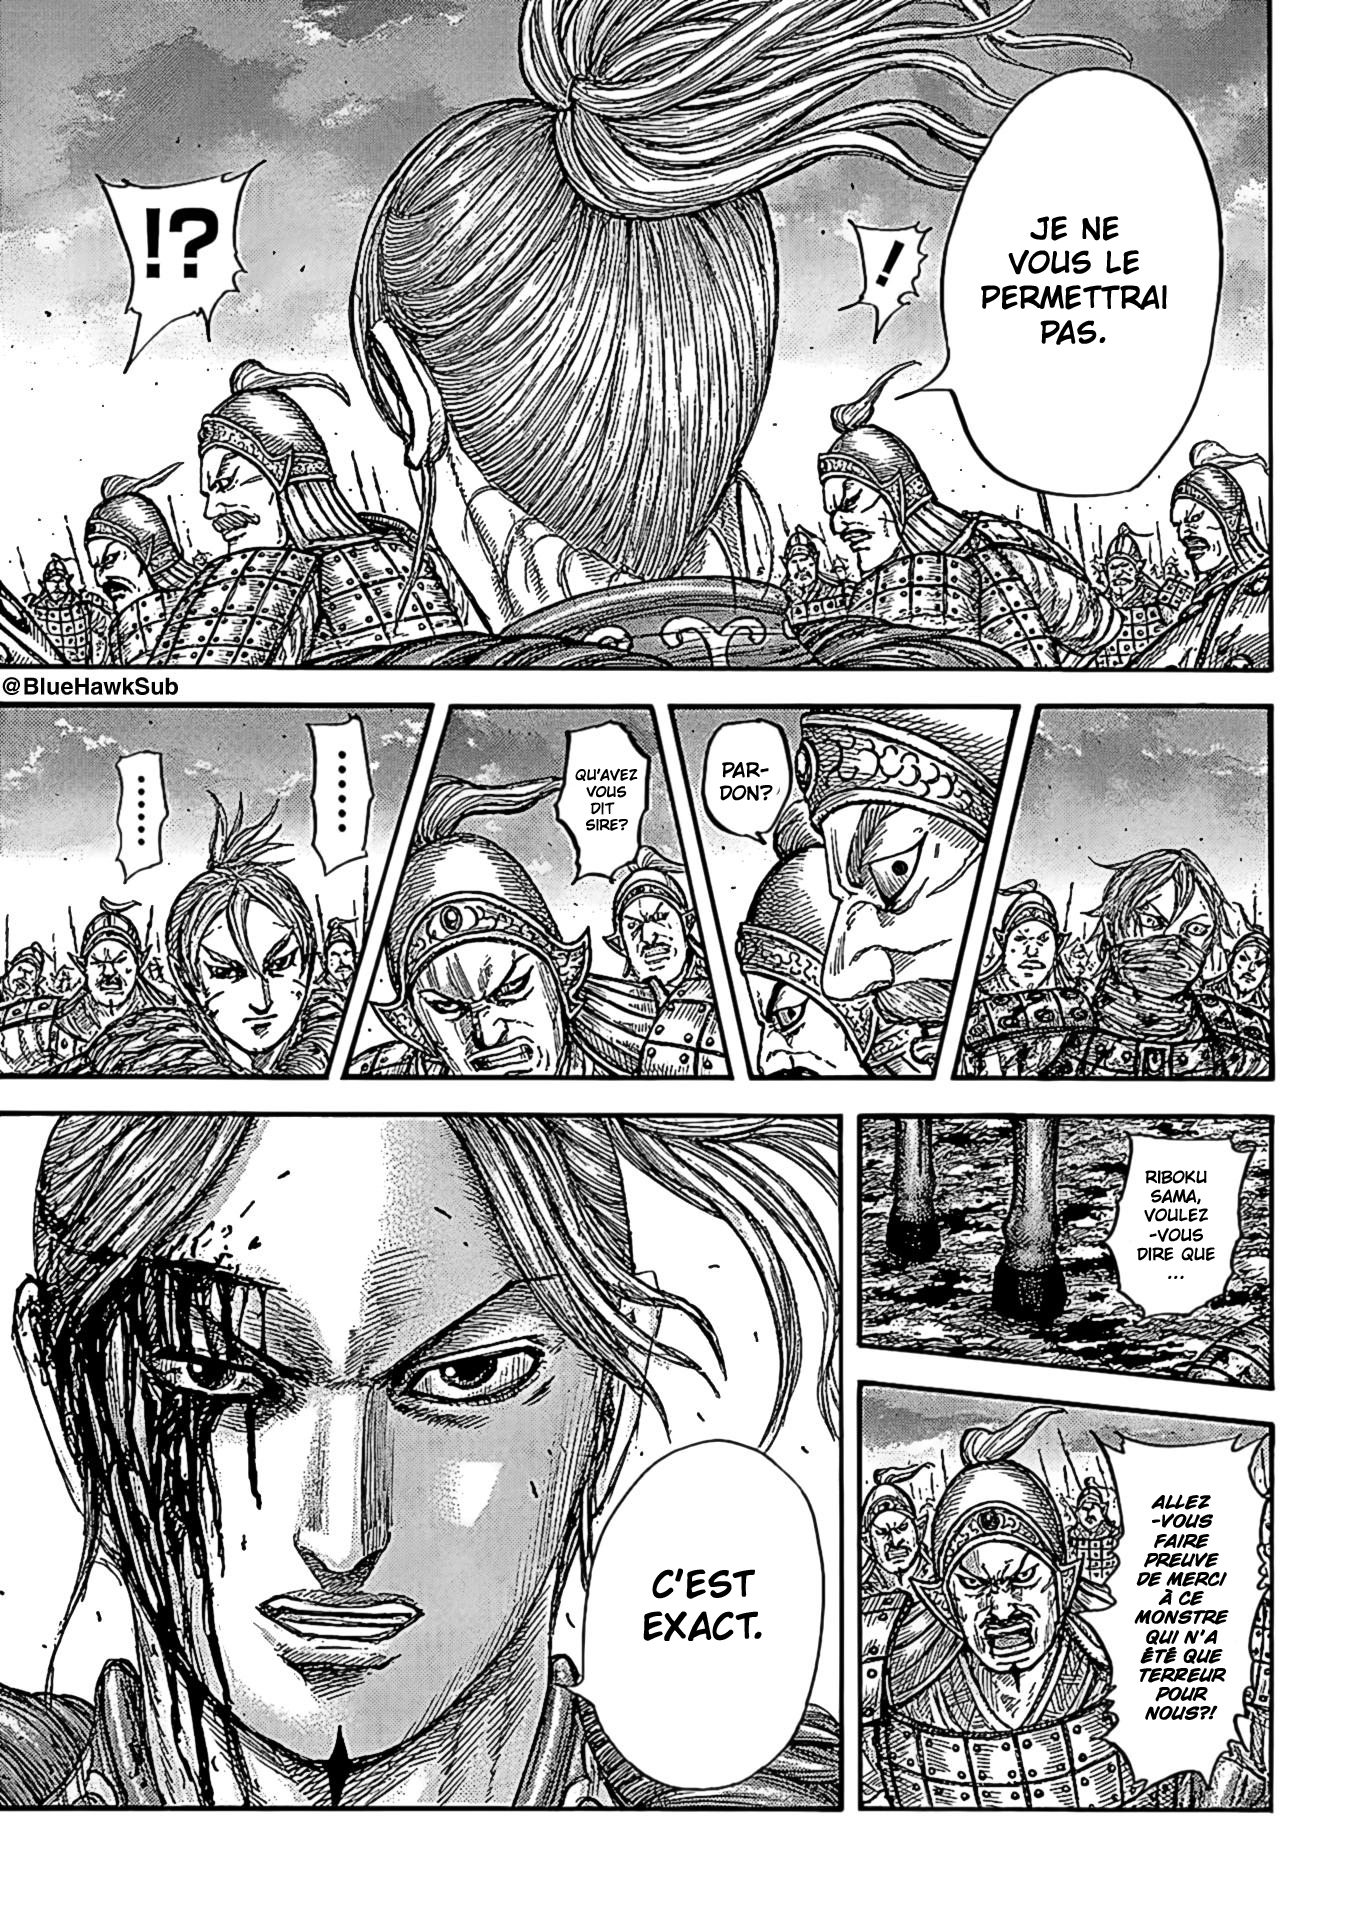 JE NE
VOUS LE
PERMETTRAI
PAS.
!
!?
@BlueHawkSub
PAR-
DON?
QU'AVEZ
VOUS
DIT
SIRE?
......
......
RIBOKU
SAMA,
VOULEZ
-VOUS
DIRE QUE
...
ALLEZ
-VOUS
FAIRE
PREUVE
DE MERCI
À CE
MONSTRE
QUI N'A
ÉTÉ QUE
TERREUR
POUR
NOUS?!
C'EST
EXACT.